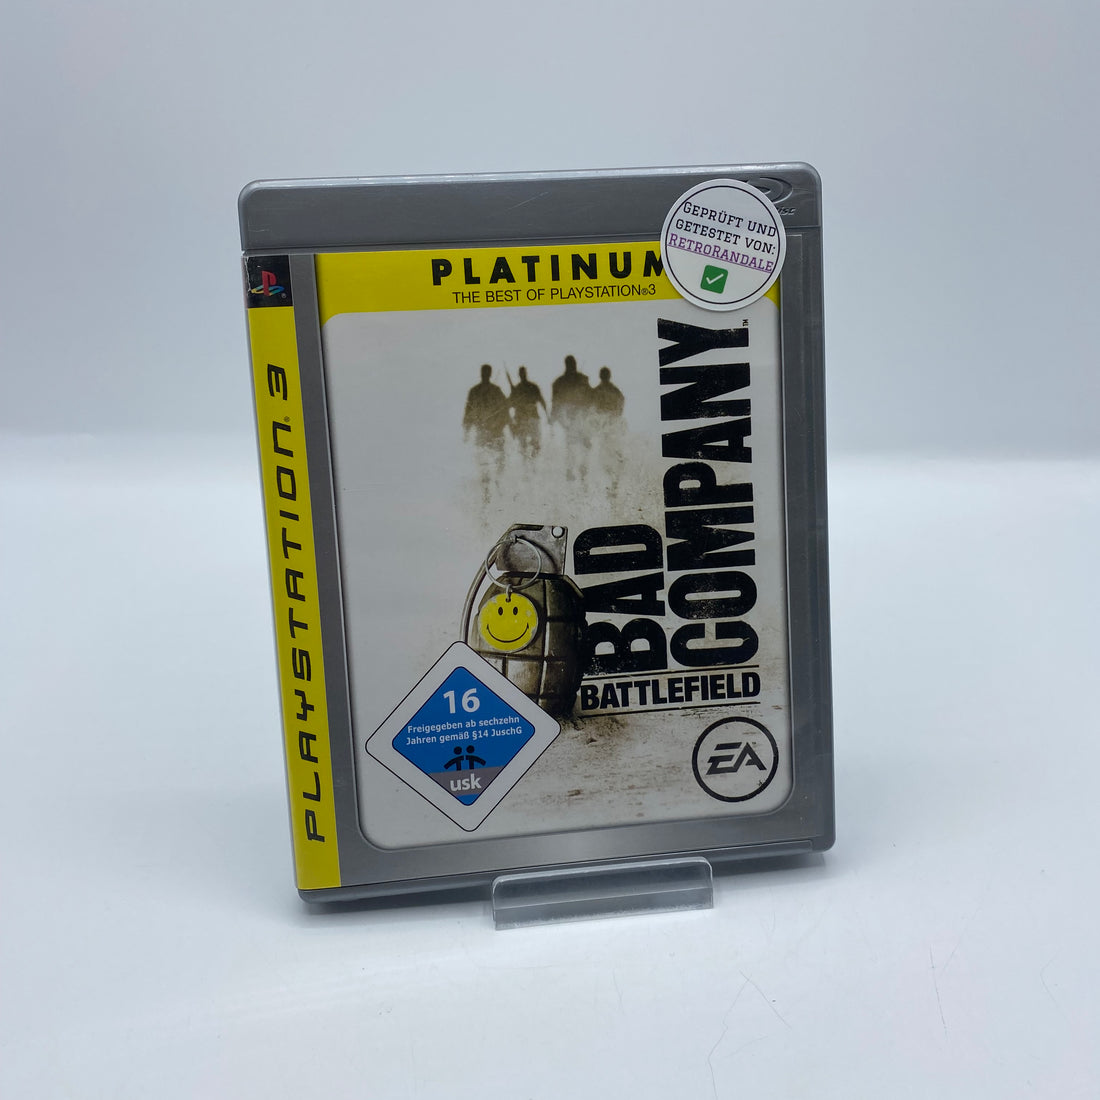 GEPRÜFT UND
GETESTET VON:
RETRORANDALE
PLATINUM
THE BEST OF PLAYSTATION®3
PLAYSTATION® 3
BAD
COMPANY™
BATTLEFIELD
16
Freigegeben ab sechzehn
Jahren gemäß §14 JuschG
usk
EA